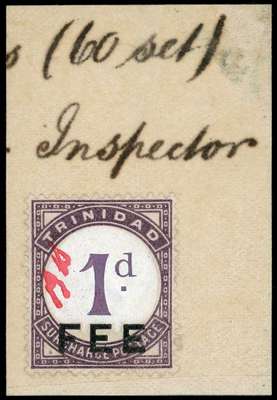 s (60 set)
Inspector
TRINIDAD
1d.
FEE
SURCHARGE POSTAGE